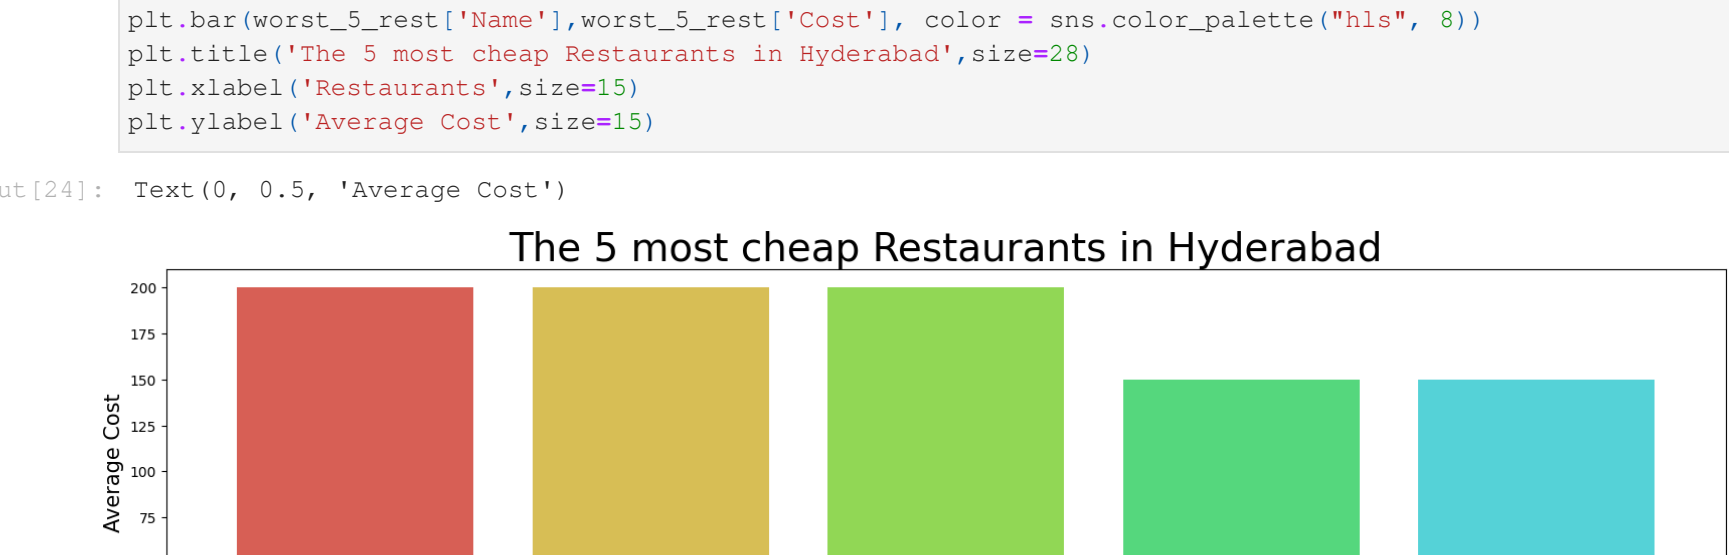 plt.bar(worst_5_rest['Name'],worst_5_rest['Cost'], color = sns.color_palette("hls", 8))
plt.title('The 5 most cheap Restaurants in Hyderabad',size=28)
plt.xlabel('Restaurants',size=15)
plt.ylabel('Average Cost',size=15)
ut[24]: Text(0, 0.5, 'Average Cost')
The 5 most cheap Restaurants in Hyderabad
200
175
150
125
100
75
Average Cost